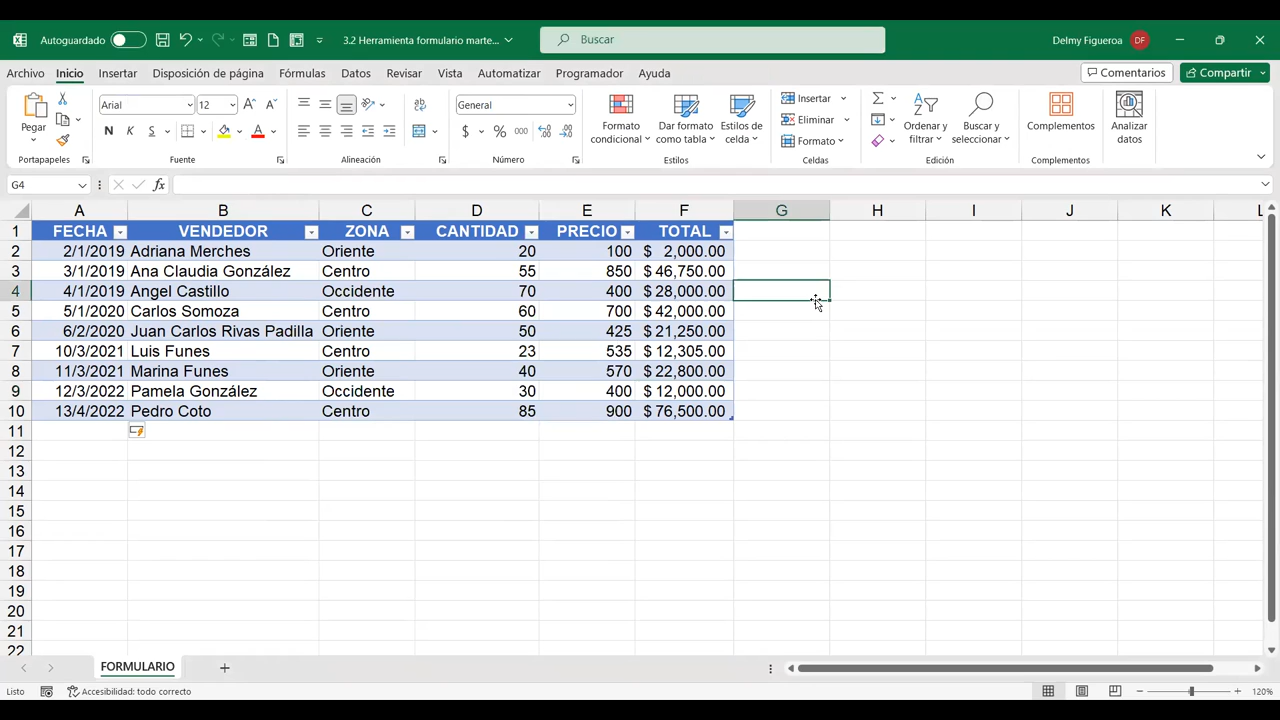 Autoguardado 3.2 Herramienta formulario marte... Buscar Delmy Figueroa DF
Archivo Inicio Insertar Disposición de página Fórmulas Datos Revisar Vista Automatizar Programador Ayuda Comentarios Compartir
Pegar
Portapapeles
Arial 12
N K S
Fuente
ab
Alineación
General
$ % 000
Número
Formato condicional
Dar formato como tabla
Estilos de celda
Estilos
Insertar
Eliminar
Formato
Celdas
Ordenar y filtrar
Buscar y seleccionar
Edición
Complementos
Complementos
Analizar datos
G4 fx
A B C D E F G H I J K L
1 FECHA VENDEDOR ZONA CANTIDAD PRECIO TOTAL
2 2/1/2019 Adriana Merches Oriente 20 100 $ 2,000.00
3 3/1/2019 Ana Claudia González Centro 55 850 $ 46,750.00
4 4/1/2019 Angel Castillo Occidente 70 400 $ 28,000.00
5 5/1/2020 Carlos Somoza Centro 60 700 $ 42,000.00
6 6/2/2020 Juan Carlos Rivas Padilla Oriente 50 425 $ 21,250.00
7 10/3/2021 Luis Funes Centro 23 535 $ 12,305.00
8 11/3/2021 Marina Funes Oriente 40 570 $ 22,800.00
9 12/3/2022 Pamela González Occidente 30 400 $ 12,000.00
10 13/4/2022 Pedro Coto Centro 85 900 $ 76,500.00
11
12
13
14
15
16
17
18
19
20
21
22
FORMULARIO
Listo Accesibilidad: todo correcto 120%